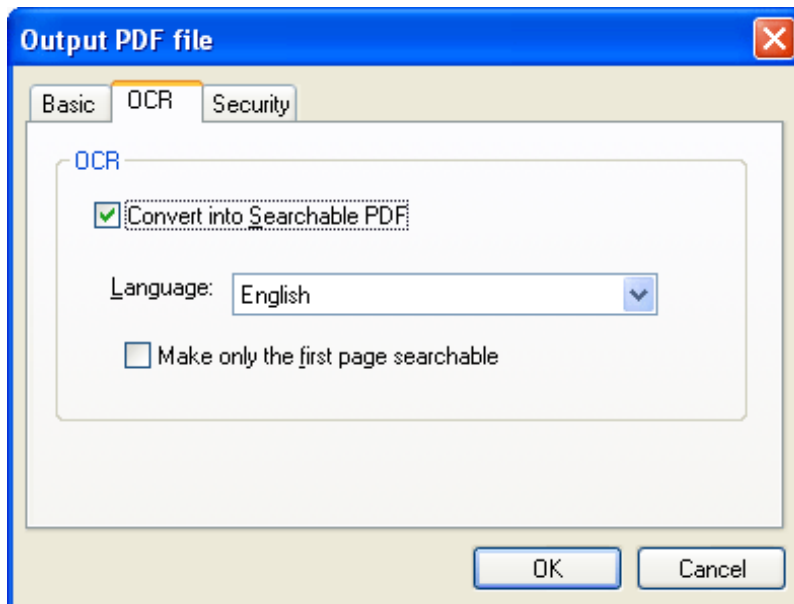 Output PDF file
Basic OCR Security
OCR
Convert into Searchable PDF
Language: English
Make only the first page searchable
OK Cancel